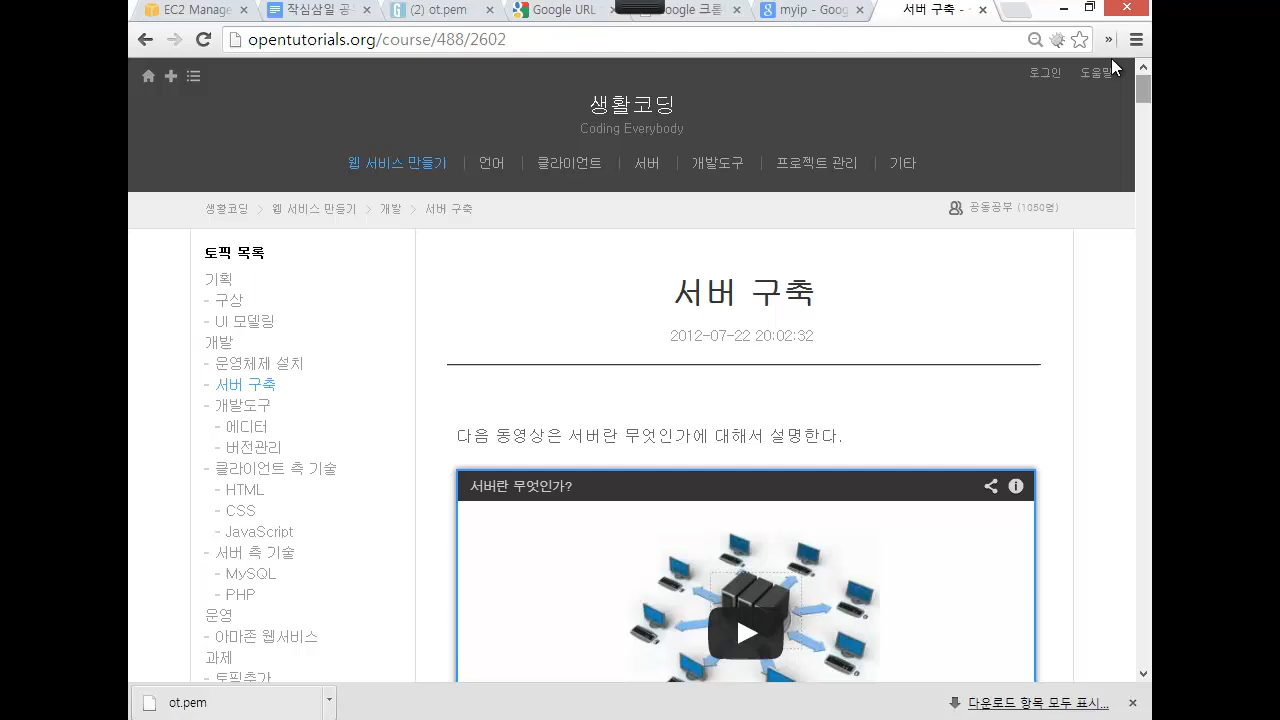 EC2 Manage
작심삼일 공
(2) ot.pem
Google URL
oogle 크롬
myip - Goog
서버 구축 -
opentutorials.org/course/488/2602
로그인 도움말
생활코딩
Coding Everybody
웹 서비스 만들기 언어 클라이언트 서버 개발도구 프로젝트 관리 기타
생활코딩 > 웹 서비스 만들기 > 개발 > 서버 구축
공동공부 (1050명)
토픽 목록
기획
- 구상
- UI 모델링
개발
- 운영체제 설치
- 서버 구축
- 개발도구
- 에디터
- 버전관리
- 클라이언트 측 기술
- HTML
- CSS
- JavaScript
- 서버 측 기술
- MySQL
- PHP
운영
- 아마존 웹서비스
과제
- 토픽추가
서버 구축
2012-07-22 20:02:32
다음 동영상은 서버란 무엇인가에 대해서 설명한다.
서버란 무엇인가?
ot.pem
다운로드 항목 모두 표시...